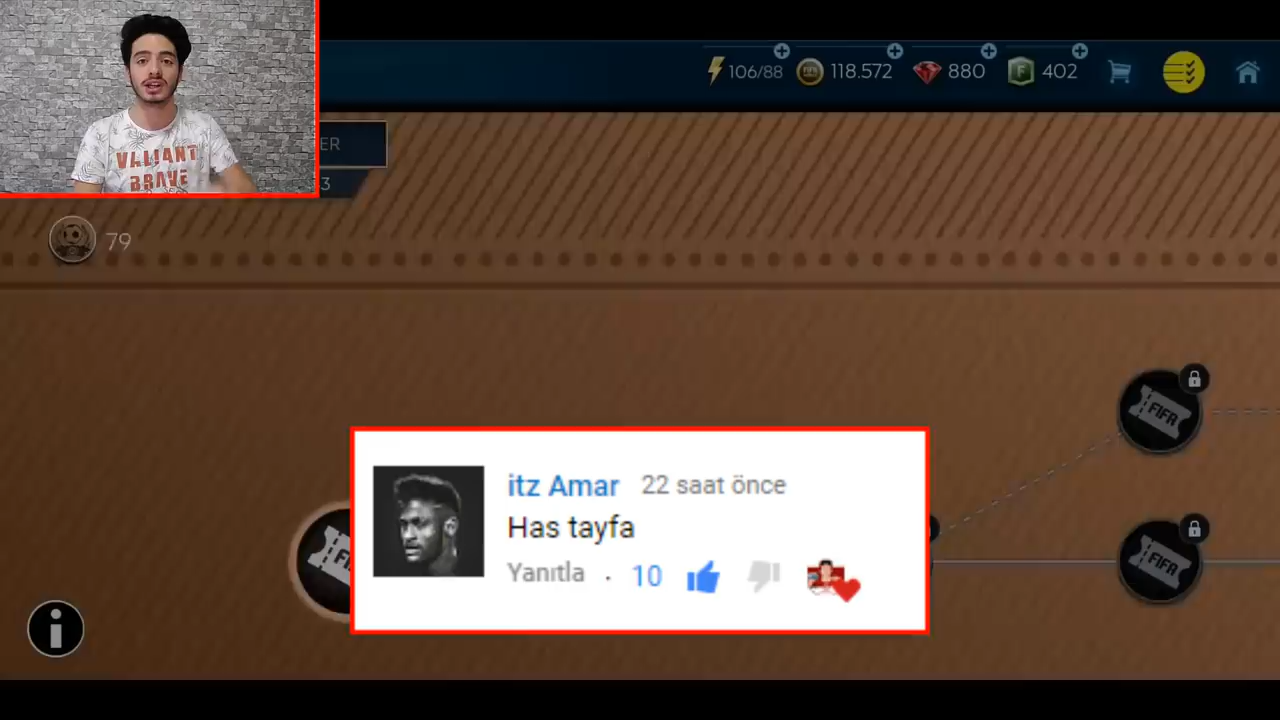 106/88 118.572 880 F 402
ER
3
VALIANT
BRAVE
79
FIFA
itz Amar 22 saat önce
Has tayfa
Yanıtla · 10
FIFA